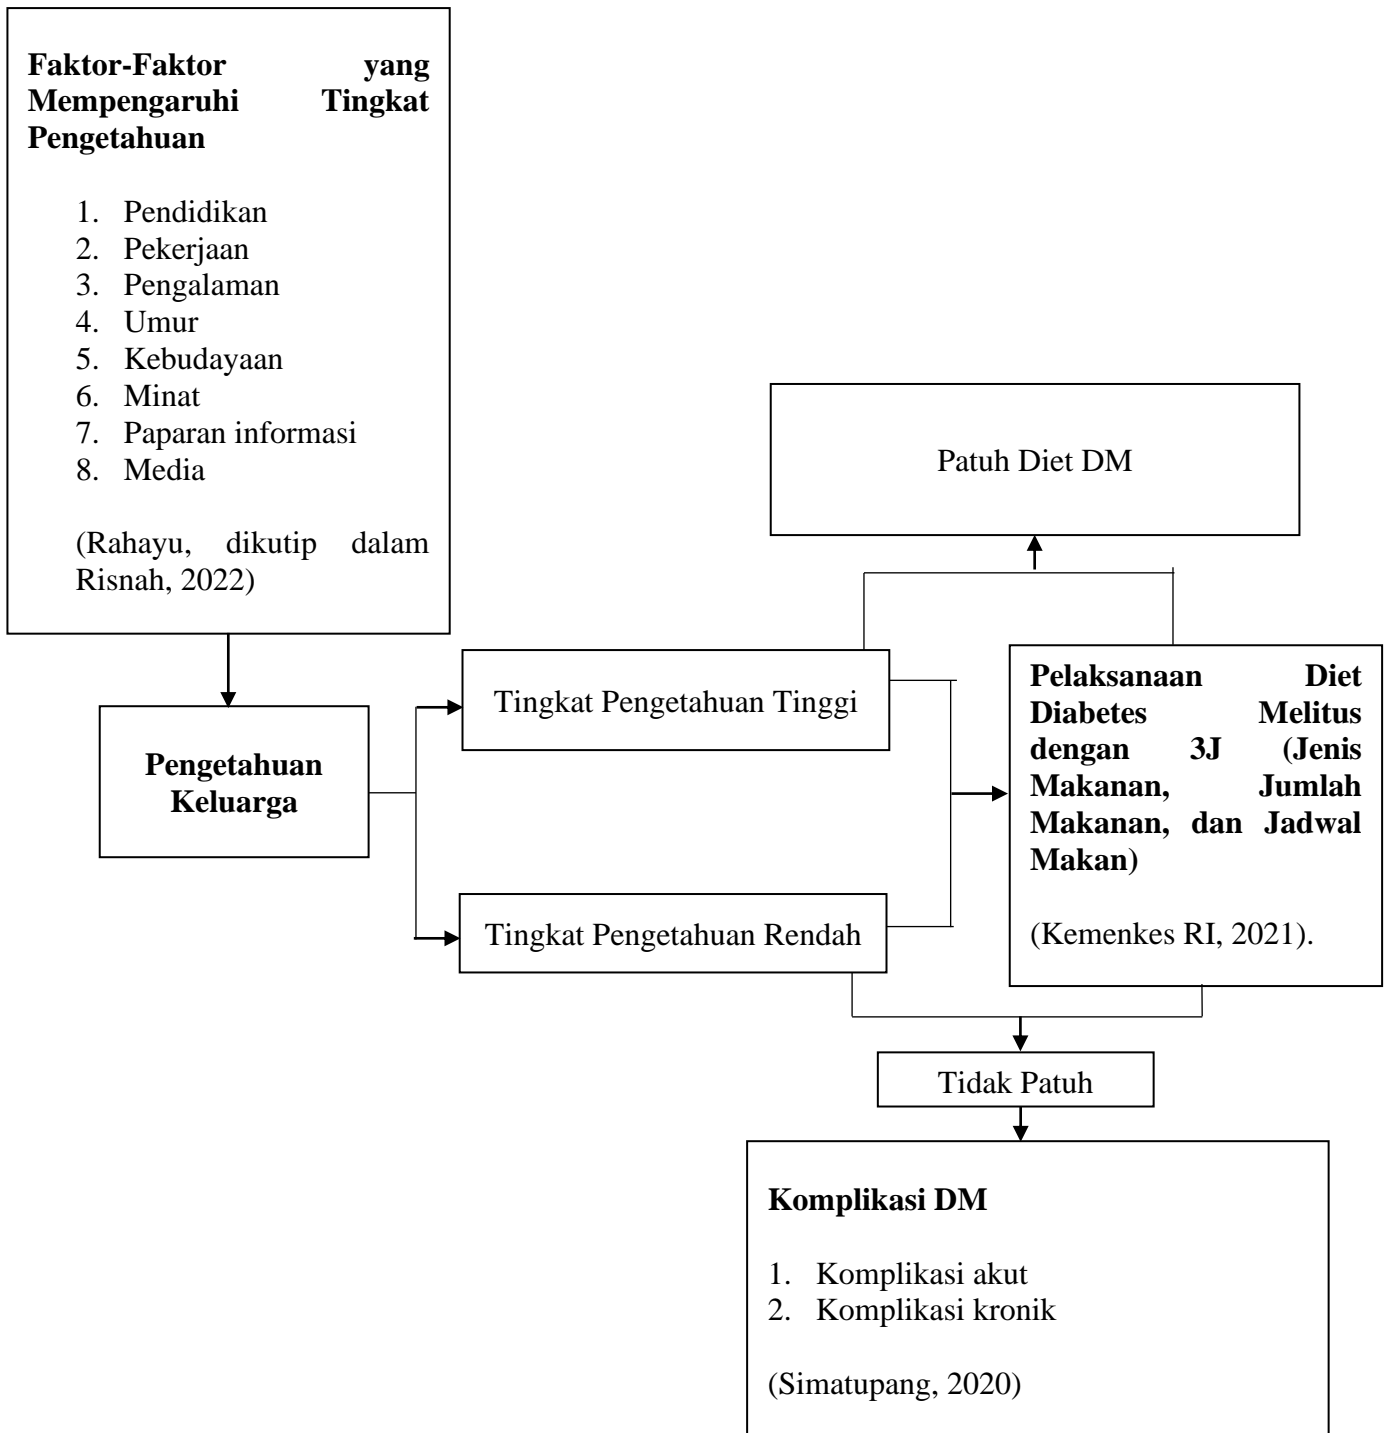 Faktor-Faktor yang
Mempengaruhi Tingkat
Pengetahuan
1. Pendidikan
2. Pekerjaan
3. Pengalaman
4. Umur
5. Kebudayaan
6. Minat
7. Paparan informasi
8. Media
(Rahayu, dikutip dalam
Risnah, 2022)
Patuh Diet DM
Tingkat Pengetahuan Tinggi
Pengetahuan
Keluarga
Pelaksanaan Diet
Diabetes Melitus
dengan 3J (Jenis
Makanan, Jumlah
Makanan, dan Jadwal
Makan)
(Kemenkes RI, 2021).
Tingkat Pengetahuan Rendah
Tidak Patuh
Komplikasi DM
1. Komplikasi akut
2. Komplikasi kronik
(Simatupang, 2020)